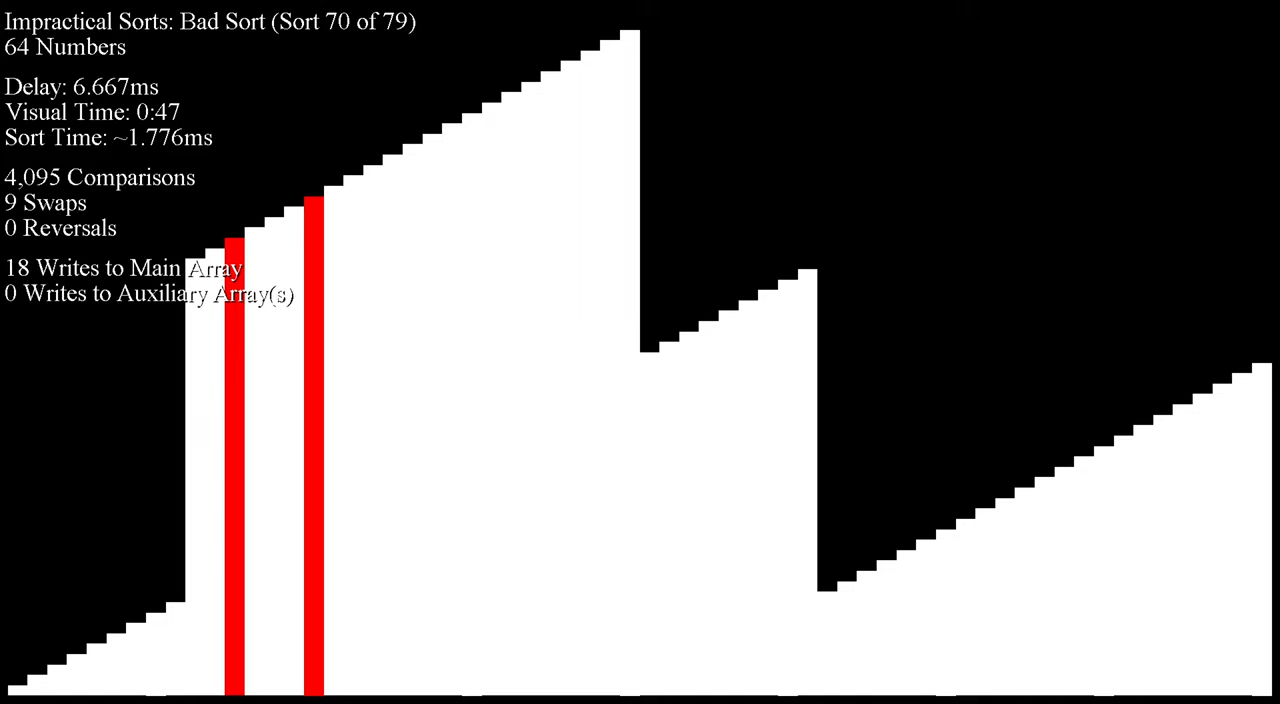 Impractical Sorts: Bad Sort (Sort 70 of 79)
64 Numbers
Delay: 6.667ms
Visual Time: 0:47
Sort Time: ~1.776ms
4,095 Comparisons
9 Swaps
0 Reversals
18 Writes to Main Array
0 Writes to Auxiliary Array(s)